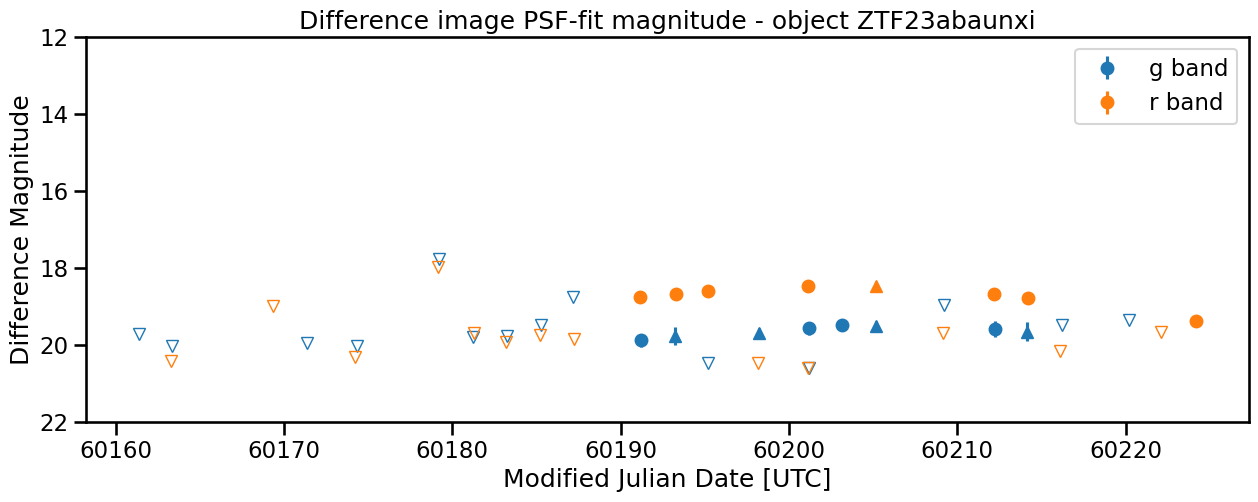 Difference image PSF-fit magnitude - object ZTF23abaunxi
12
14
16
18
20
22
Difference Magnitude
g band
r band
60160 60170 60180 60190 60200 60210 60220
Modified Julian Date [UTC]